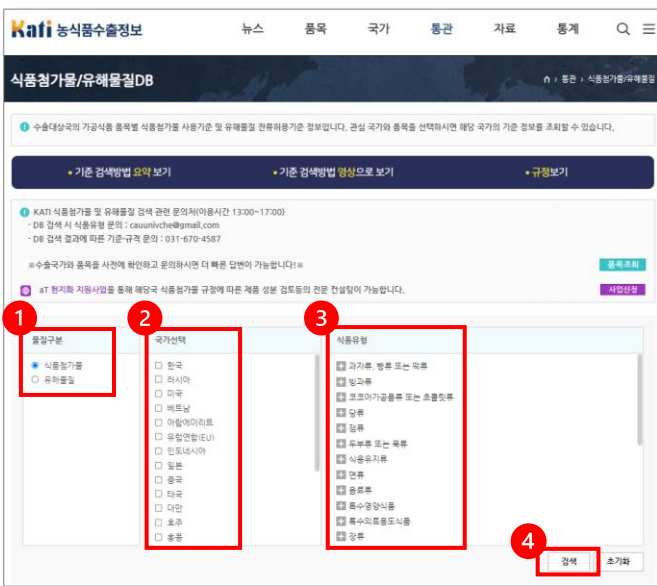 Kati 농식품수출정보
뉴스 품목 국가 통관 자료 통계
식품첨가물/유해물질DB
> 통관 > 식품첨가물/유해물질
수출대상국의 가공식품 품목별 식품첨가물 사용기준 및 유해물질 잔류허용기준 정보입니다. 관심 국가와 품목을 선택하시면 해당 국가의 기준 정보를 조회할 수 있습니다.
• 기준 검색방법 요약 보기 • 기준 검색방법 영상으로 보기 • 규정보기
KATI 식품첨가물 및 유해물질 검색 관련 문의처(이용시간 13:00~17:00)
- DB 검색 시 식품유형 문의 : cauunivche@gmail.com
- DB 검색 결과에 따른 기준·규격 문의 : 031-670-4587
※수출국가와 품목을 사전에 확인하고 문의하시면 더 빠른 답변이 가능합니다!※
품목조회
aT 현지화 지원사업을 통해 해당국 식품첨가물 규정에 따른 제품 성분 검토등의 전문 컨설팅이 가능합니다.
사업신청
1 2 3
물질구분 국가선택 식품유형
식품첨가물
유해물질
한국
러시아
미국
베트남
아랍에미리트
유럽연합(EU)
인도네시아
일본
중국
태국
대만
호주
홍콩
과자류, 빵류 또는 떡류
빙과류
코코아가공품류 또는 초콜릿류
당류
잼류
두부류 또는 묵류
식용유지류
면류
음료류
특수영양식품
특수의료용도식품
장류
4
검색 초기화